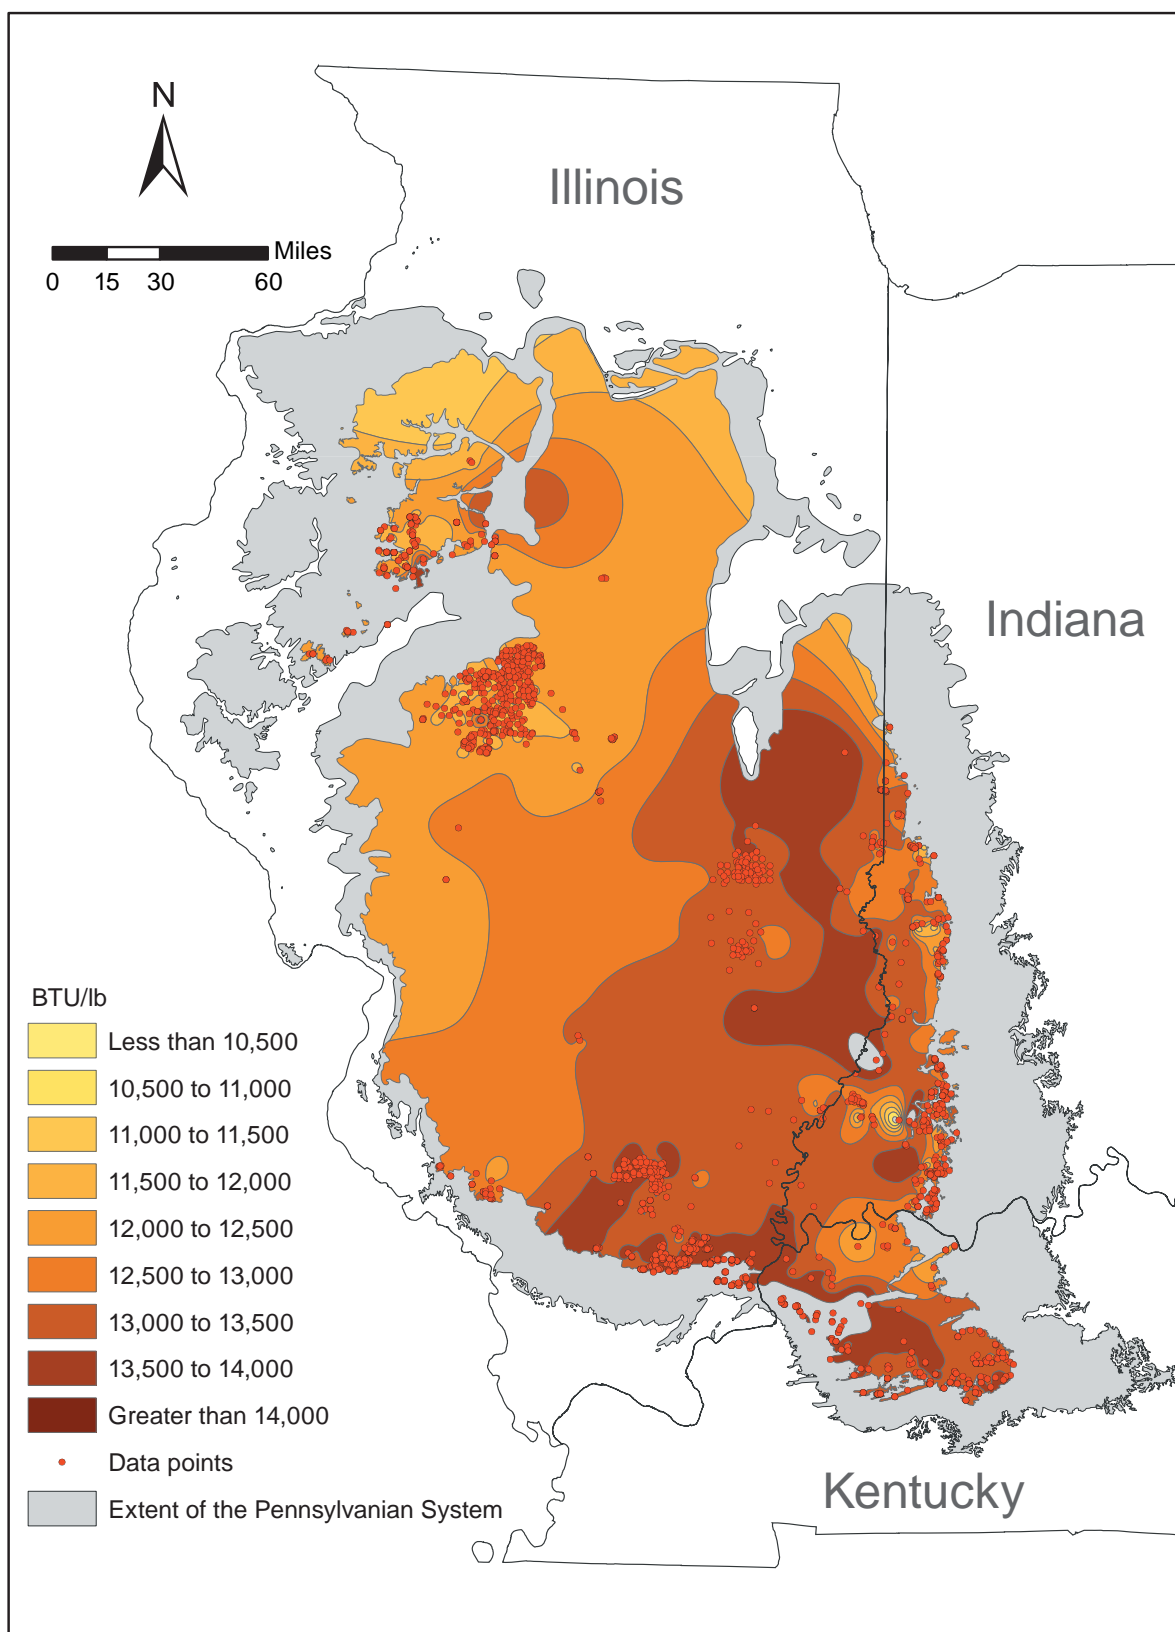 N
Illinois
Miles
0 15 30 60
Indiana
BTU/lb
Less than 10,500
10,500 to 11,000
11,000 to 11,500
11,500 to 12,000
12,000 to 12,500
12,500 to 13,000
13,000 to 13,500
13,500 to 14,000
Greater than 14,000
Data points
Extent of the Pennsylvanian System
Kentucky